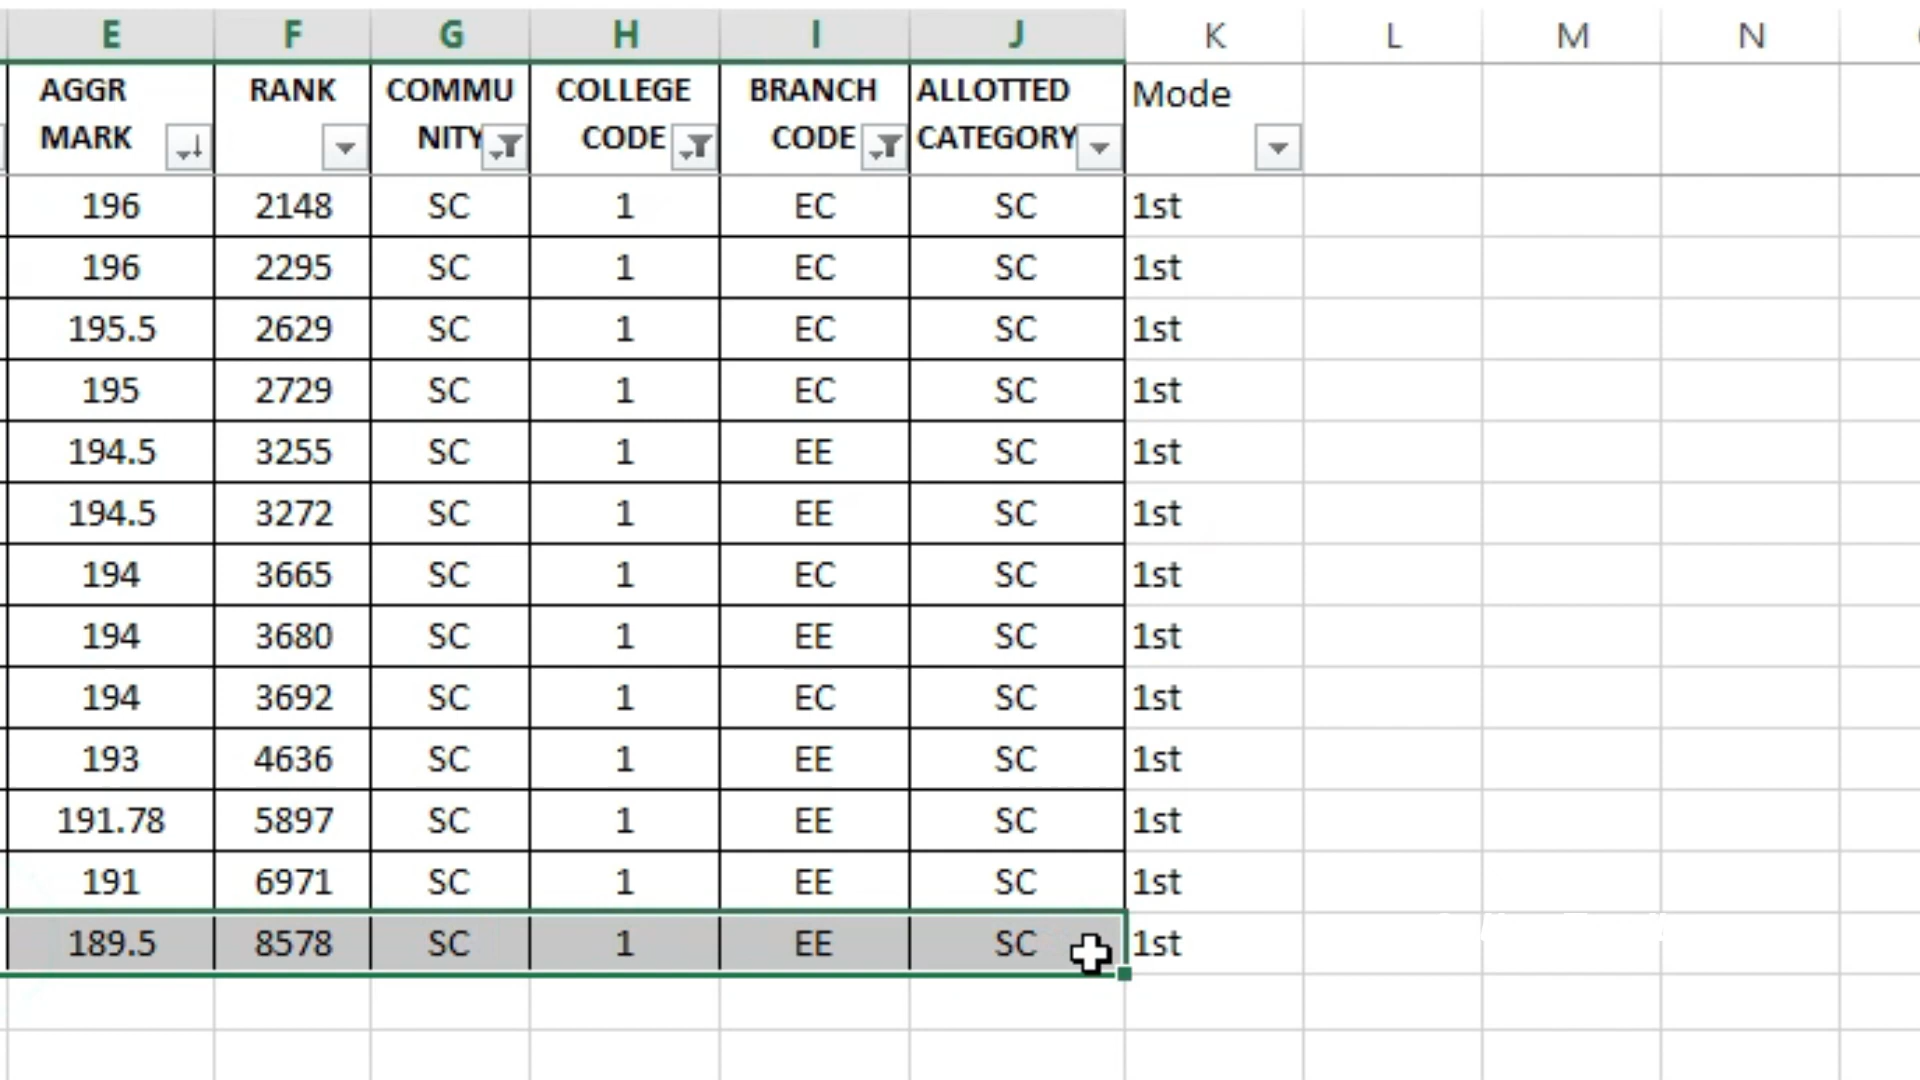 E F G H I J K L M N
AGGR MARK RANK COMMU NITY COLLEGE CODE BRANCH CODE ALLOTTED CATEGORY Mode
196 2148 SC 1 EC SC 1st
196 2295 SC 1 EC SC 1st
195.5 2629 SC 1 EC SC 1st
195 2729 SC 1 EC SC 1st
194.5 3255 SC 1 EE SC 1st
194.5 3272 SC 1 EE SC 1st
194 3665 SC 1 EC SC 1st
194 3680 SC 1 EE SC 1st
194 3692 SC 1 EC SC 1st
193 4636 SC 1 EE SC 1st
191.78 5897 SC 1 EE SC 1st
191 6971 SC 1 EE SC 1st
189.5 8578 SC 1 EE SC 1st